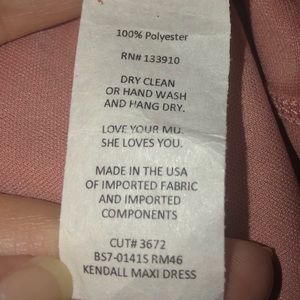 100% Polyester
RN# 133910
DRY CLEAN
OR HAND WASH
AND HANG DRY.
LOVE YOUR MU.
SHE LOVES YOU.
MADE IN THE USA
OF IMPORTED FABRIC
AND IMPORTED
COMPONENTS
CUT# 3672
BS7-01415 RM46
KENDALL MAXI DRESS